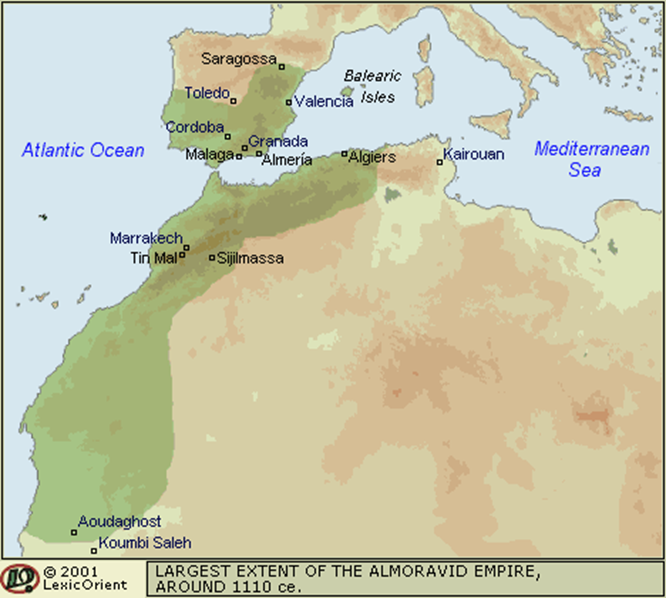 Saragossa
Balearic
Isles
Toledo
Valencia
Cordoba
Granada
Malaga
Almería
Algiers
Kairouan
Atlantic Ocean
Mediterranean
Sea
Marrakech
Tin Mal
Sijilmassa
Aoudaghost
Koumbi Saleh
© 2001
LexicOrient
LARGEST EXTENT OF THE ALMORAVID EMPIRE,
AROUND 1110 ce.